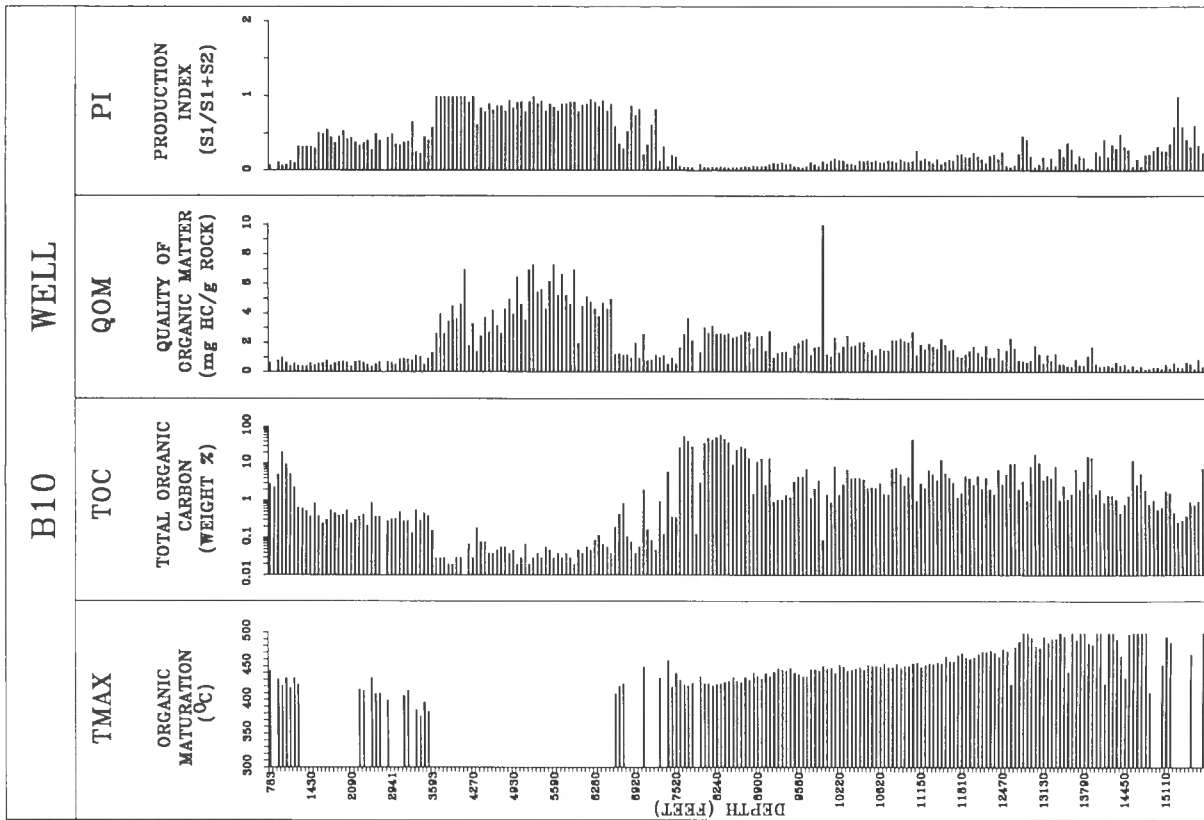 B10 WELL
TMAX
ORGANIC
MATURATION
(°C)
300 350 400 450 500
TOC
TOTAL ORGANIC
CARBON
(WEIGHT %)
0.01 0.1 1 10 100
QOM
QUALITY OF
ORGANIC MATTER
(mg HC/g ROCK)
0 2 4 6 8 10
PI
PRODUCTION
INDEX
(S1/S1+S2)
0 1 2
DEPTH (FEET)
783
1430
2090
2941
3593
4270
4930
5590
6260
6920
7520
8240
8900
9560
10220
10620
11150
11810
12470
13130
13790
14450
15110